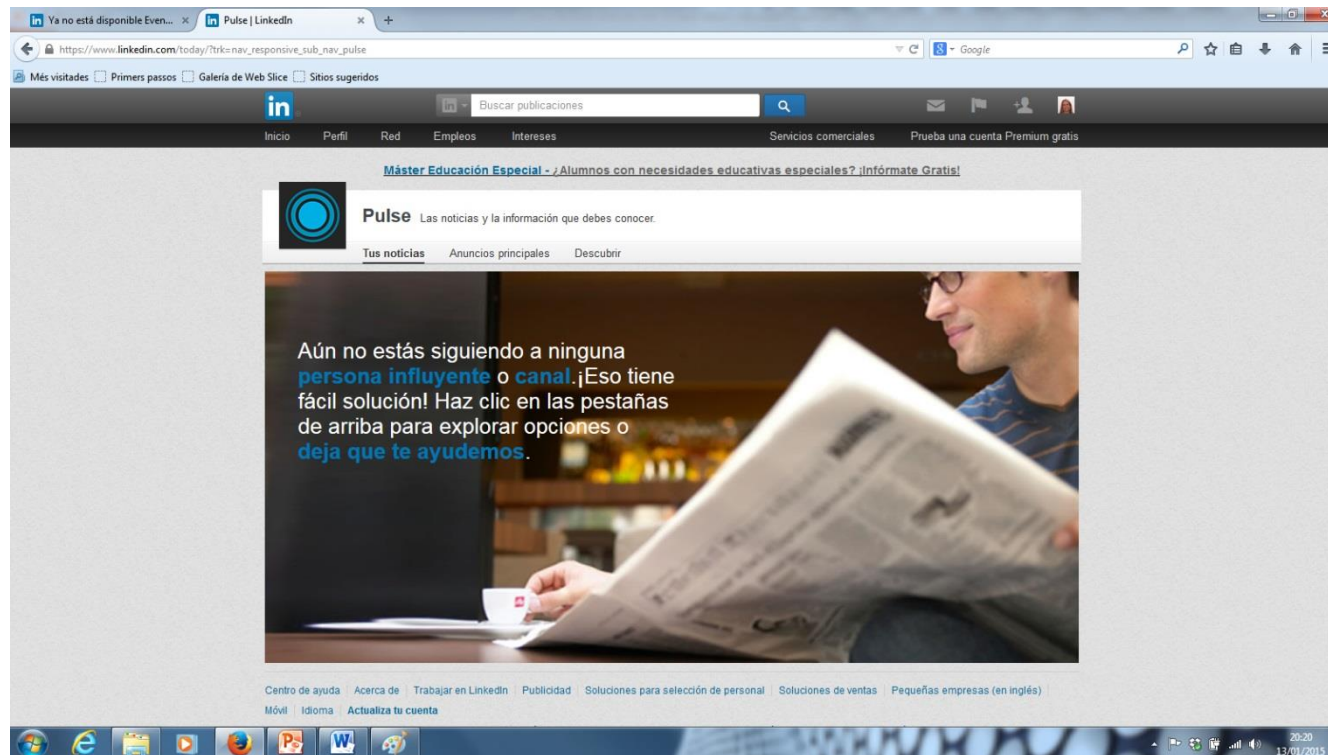 Ya no está disponible Even... × Pulse | LinkedIn × +
https://www.linkedin.com/today/?trk=nav_responsive_sub_nav_pulse Google
Més visitades Primers passos Galería de Web Slice Sitios sugeridos
in in Buscar publicaciones
Inicio Perfil Red Empleos Intereses Servicios comerciales Prueba una cuenta Premium gratis
Máster Educación Especial - ¿Alumnos con necesidades educativas especiales? ¡Infórmate Gratis!
Pulse Las noticias y la información que debes conocer.
Tus noticias Anuncios principales Descubrir
Aún no estás siguiendo a ninguna
persona influyente o canal.¡Eso tiene
fácil solución! Haz clic en las pestañas
de arriba para explorar opciones o
deja que te ayudemos.
Centro de ayuda Acerca de Trabajar en LinkedIn Publicidad Soluciones para selección de personal Soluciones de ventas Pequeñas empresas (en inglés)
Móvil Idioma Actualiza tu cuenta
20:20
13/01/2015